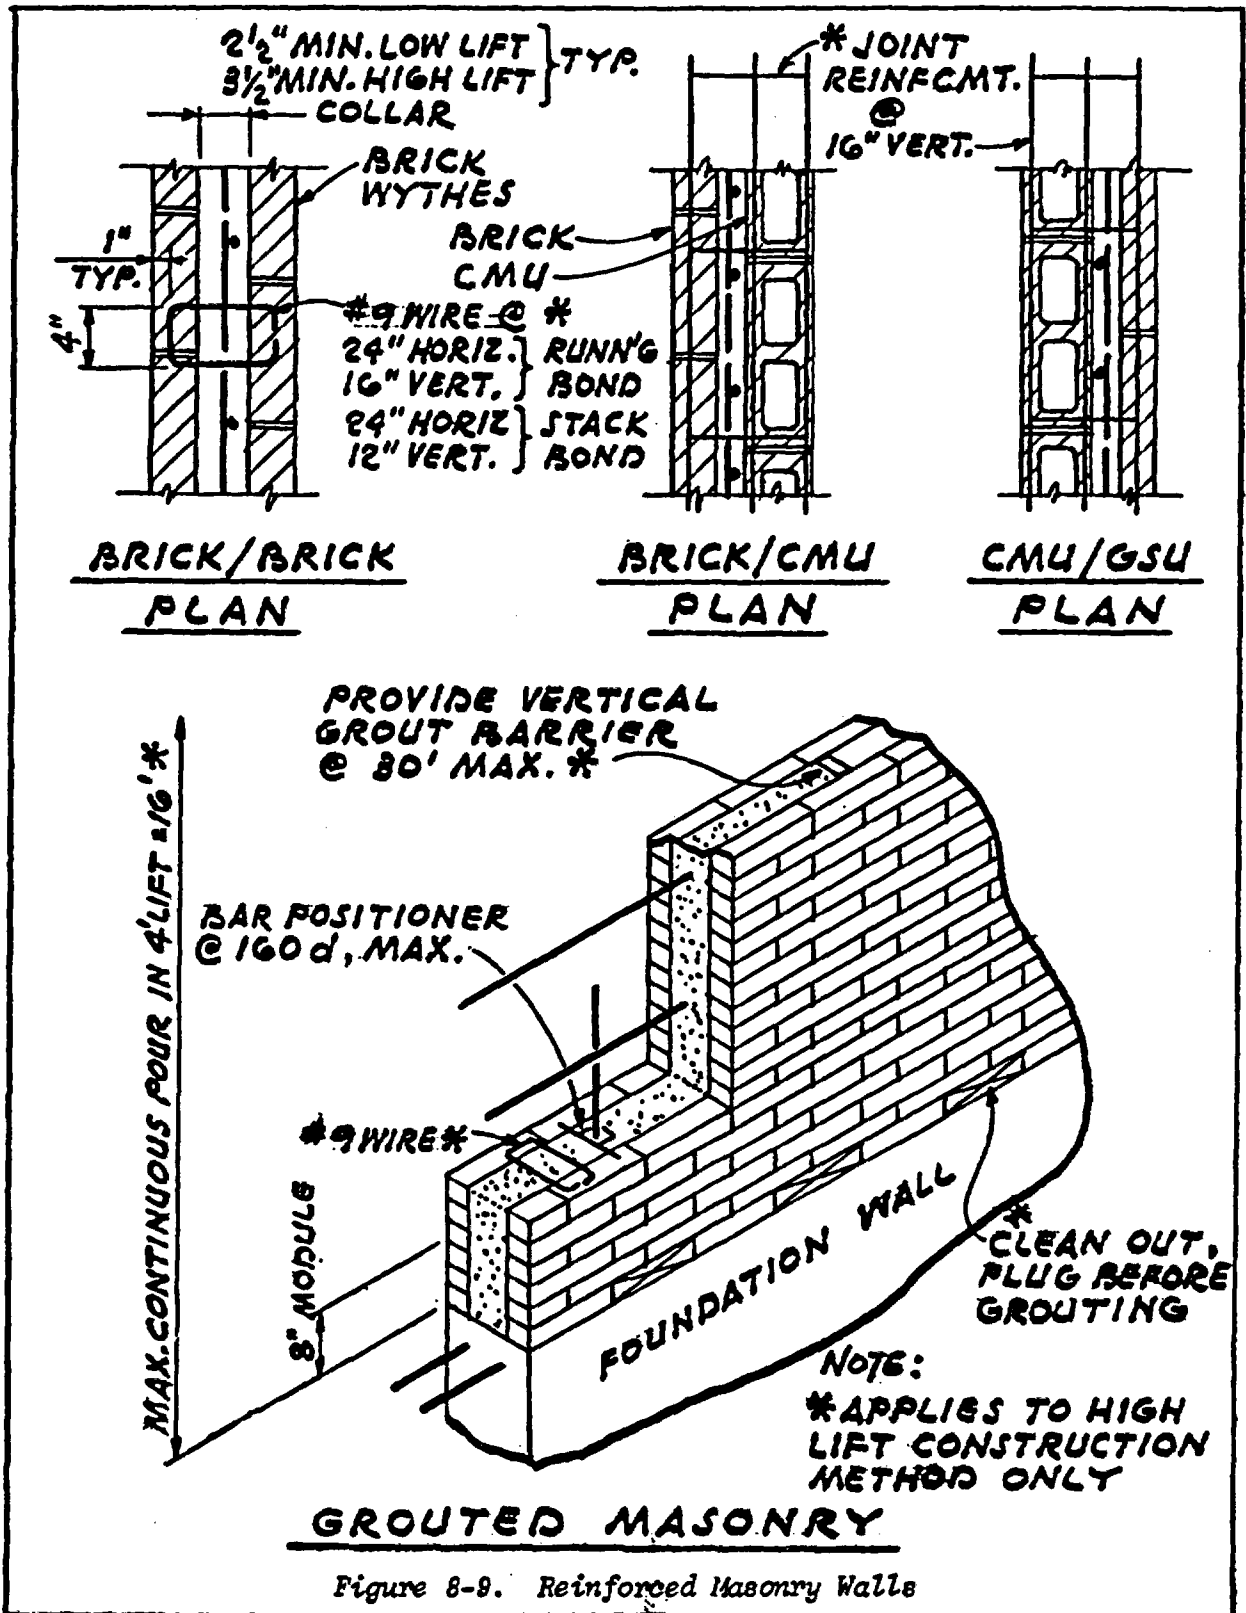 2½" MIN. LOW LIFT
3½" MIN. HIGH LIFT
TYP.
COLLAR
BRICK
WYTHES
1"
TYP.
4"
#9 WIRE @ *
24" HORIZ.
16" VERT.
RUNN'G
BOND
24" HORIZ
12" VERT.
STACK
BOND
BRICK
CMU
* JOINT
REINFCMT.
@
16" VERT.
BRICK/BRICK
PLAN
BRICK/CMU
PLAN
CMU/GSU
PLAN
PROVIDE VERTICAL
GROUT BARRIER
@ 30' MAX. *
MAX. CONTINUOUS POUR IN 4' LIFT = 16' *
BAR POSITIONER
@ 160 d, MAX.
#9 WIRE *
8" MODULE
FOUNDATION WALL
*
CLEAN OUT,
PLUG BEFORE
GROUTING
NOTE:
* APPLIES TO HIGH
LIFT CONSTRUCTION
METHOD ONLY
GROUTED MASONRY
Figure 8-9. Reinforced Masonry Walls